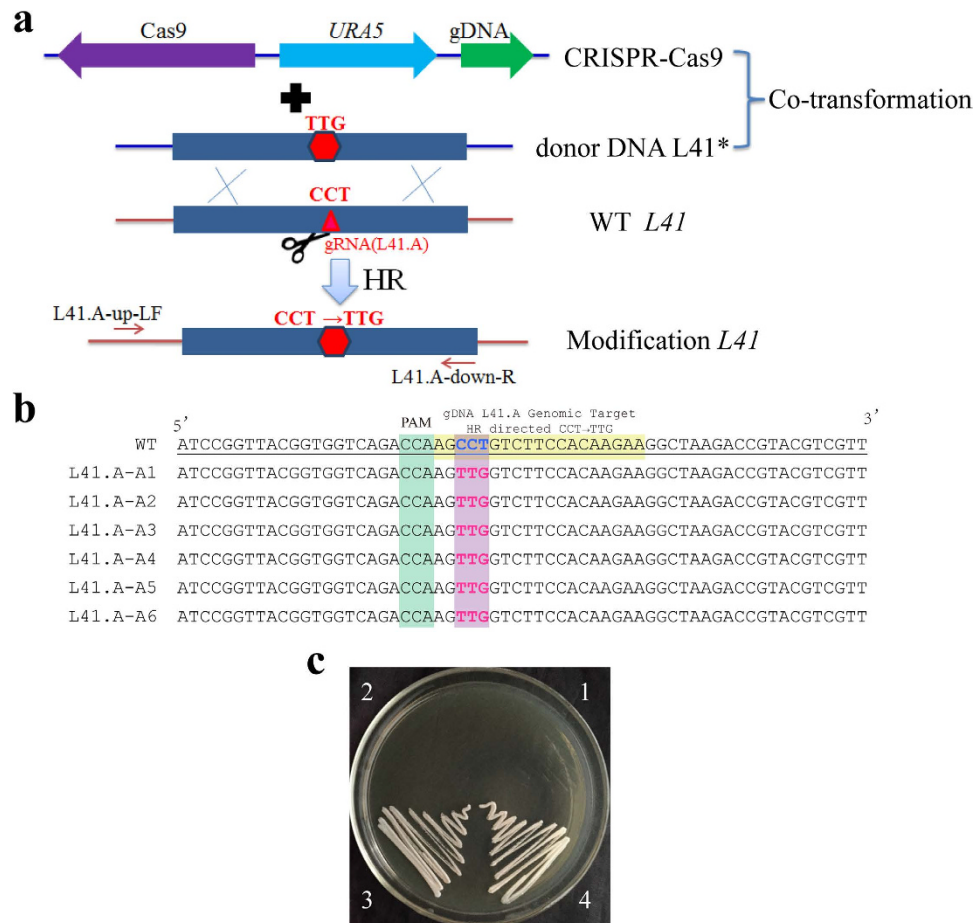 a
Cas9 URA5 gDNA
CRISPR-Cas9
Co-transformation
TTG
donor DNA L41*
CCT
WT L41
gRNA(L41.A)
HR
L41.A-up-LF
CCT →TTG
Modification L41
L41.A-down-R
b
gDNA L41.A Genomic Target
5' PAM HR directed CCT→TTG 3'
WT ATCCGGTTACGGTGGTCAGACCAAGCCTGTCTTCCACAAGAAGGCTAAGACCGTACGTCGTT
L41.A-A1 ATCCGGTTACGGTGGTCAGACCAAGTTGGTCTTCCACAAGAAGGCTAAGACCGTACGTCGTT
L41.A-A2 ATCCGGTTACGGTGGTCAGACCAAGTTGGTCTTCCACAAGAAGGCTAAGACCGTACGTCGTT
L41.A-A3 ATCCGGTTACGGTGGTCAGACCAAGTTGGTCTTCCACAAGAAGGCTAAGACCGTACGTCGTT
L41.A-A4 ATCCGGTTACGGTGGTCAGACCAAGTTGGTCTTCCACAAGAAGGCTAAGACCGTACGTCGTT
L41.A-A5 ATCCGGTTACGGTGGTCAGACCAAGTTGGTCTTCCACAAGAAGGCTAAGACCGTACGTCGTT
L41.A-A6 ATCCGGTTACGGTGGTCAGACCAAGTTGGTCTTCCACAAGAAGGCTAAGACCGTACGTCGTT
c
2 1
3 4